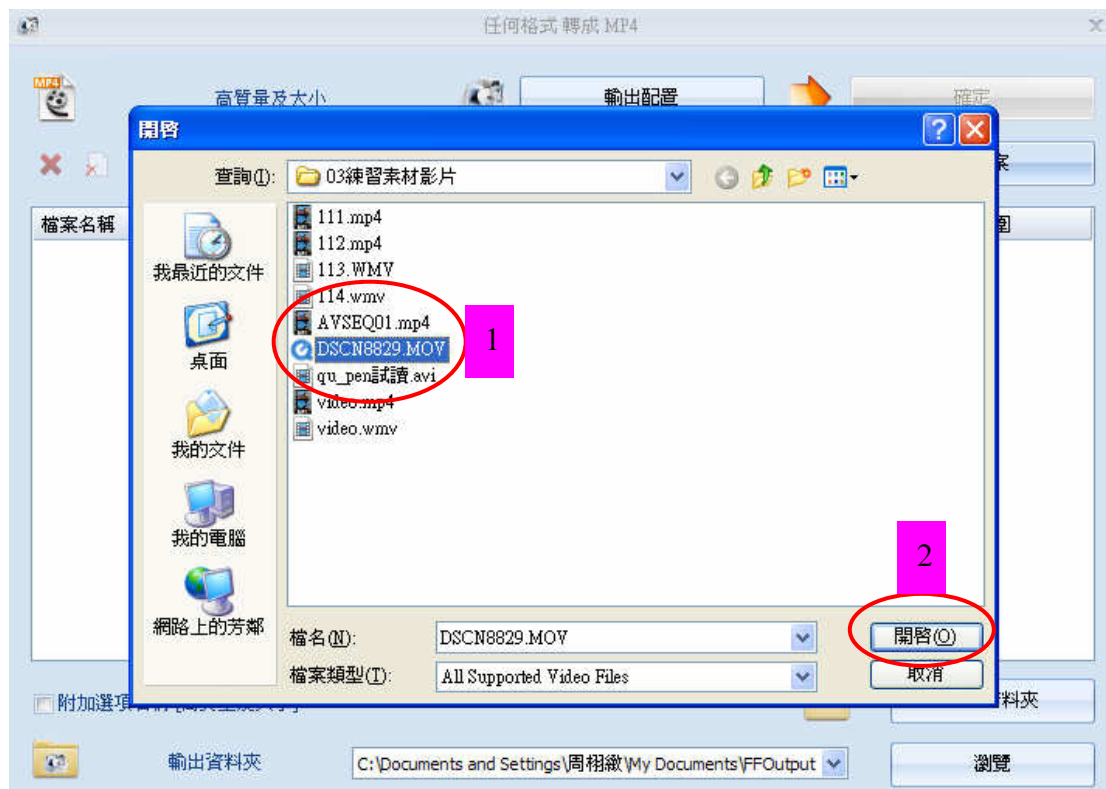 任何格式 轉成 MP4
MP4
高質量及大小
輸出配置
確定
開啓
查詢(I):
03練習素材影片
案
檔案名稱
圍
我最近的文件
桌面
我的文件
我的電腦
網路上的芳鄰
111.mp4
112.mp4
113.WMV
114.wmv
AVSEQ01.mp4
DSCN8829.MOV
qu_pen試讀.avi
video.mp4
video.wmv
1
2
檔名(N):
DSCN8829.MOV
開啓(O)
檔案類型(T):
All Supported Video Files
取消
附加選項
料夾
輸出資料夾
C:\Documents and Settings\周栩緻\My Documents\FFOutput
瀏覽